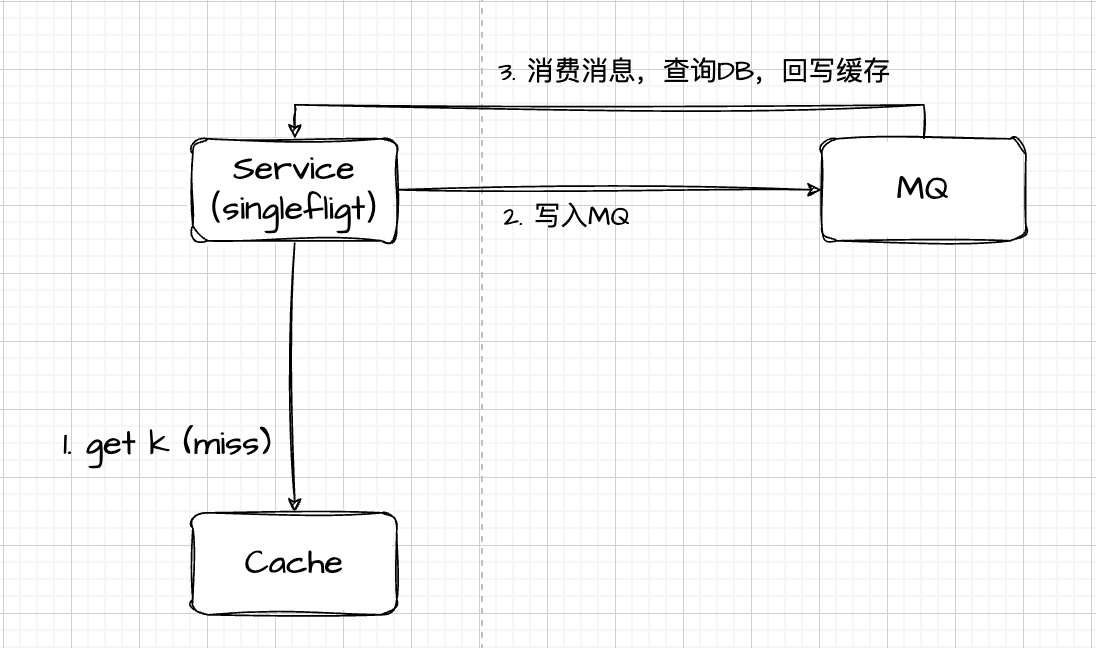 3. 消费消息，查询DB，回写缓存
Service
(singlefligt)
MQ
2. 写入MQ
1. get k (miss)
Cache